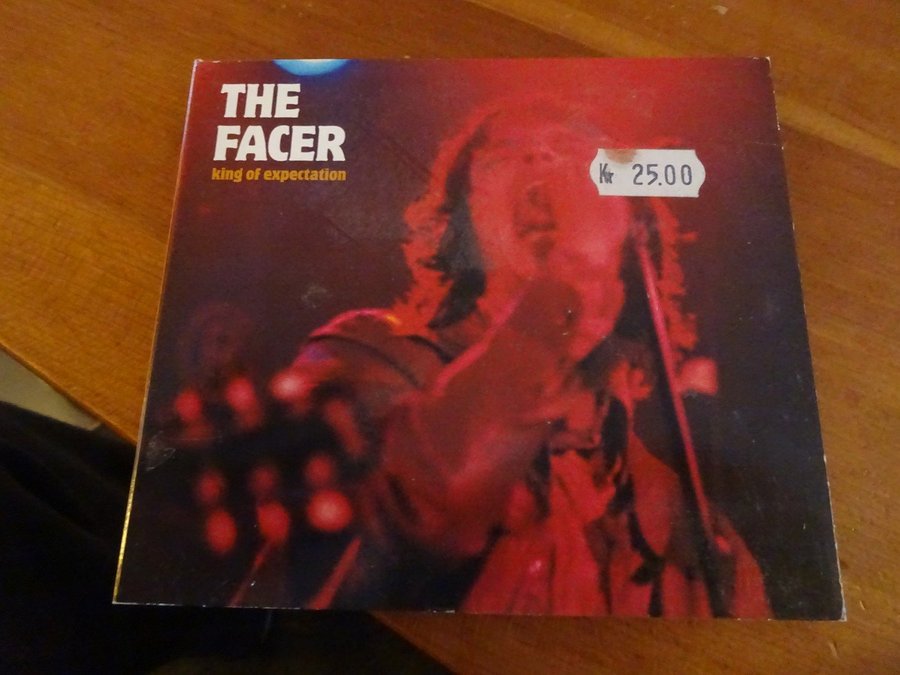 THE
FACER
king of expectation
Kr 25.00